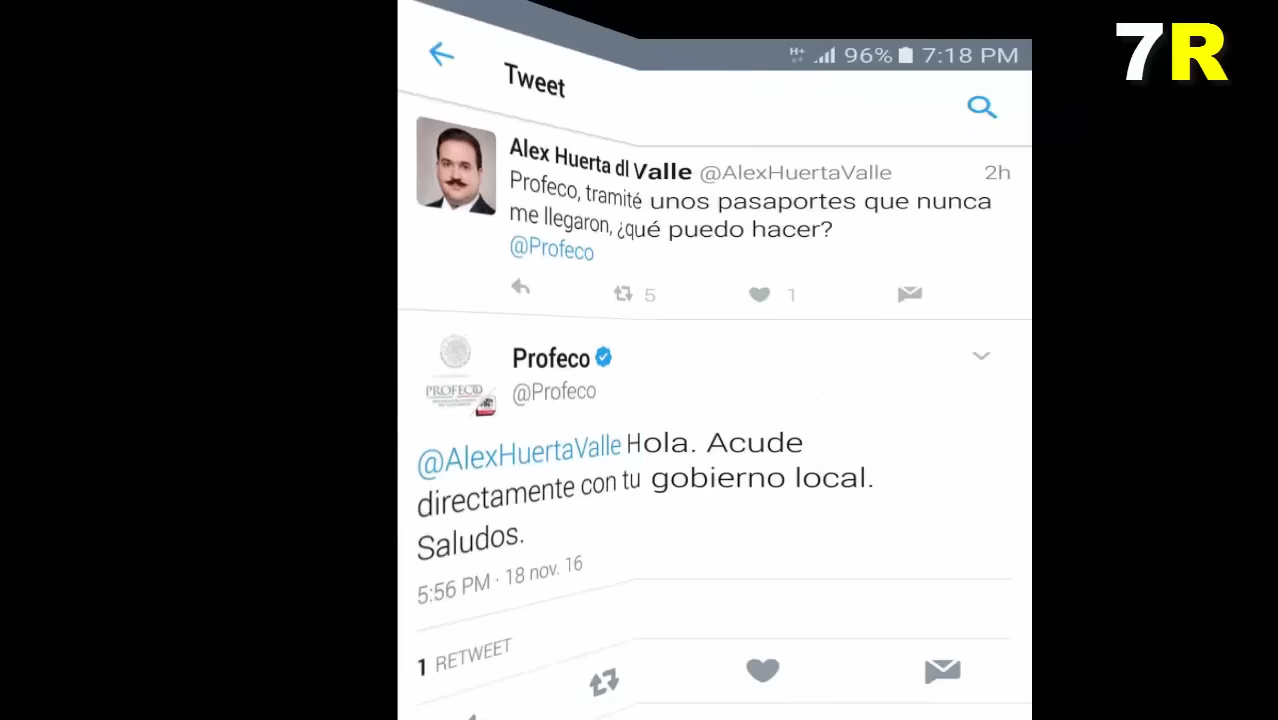 7R
H+ 96% 7:18 PM
Tweet
Alex Huerta dl Valle @AlexHuertaValle 2h
Profeco, tramité unos pasaportes que nunca
me llegaron, ¿qué puedo hacer?
@Profeco
5 1
Profeco
@Profeco
PROFECO
@AlexHuertaValle Hola. Acude
directamente con tu gobierno local.
Saludos.
5:56 PM · 18 nov. 16
1 RETWEET